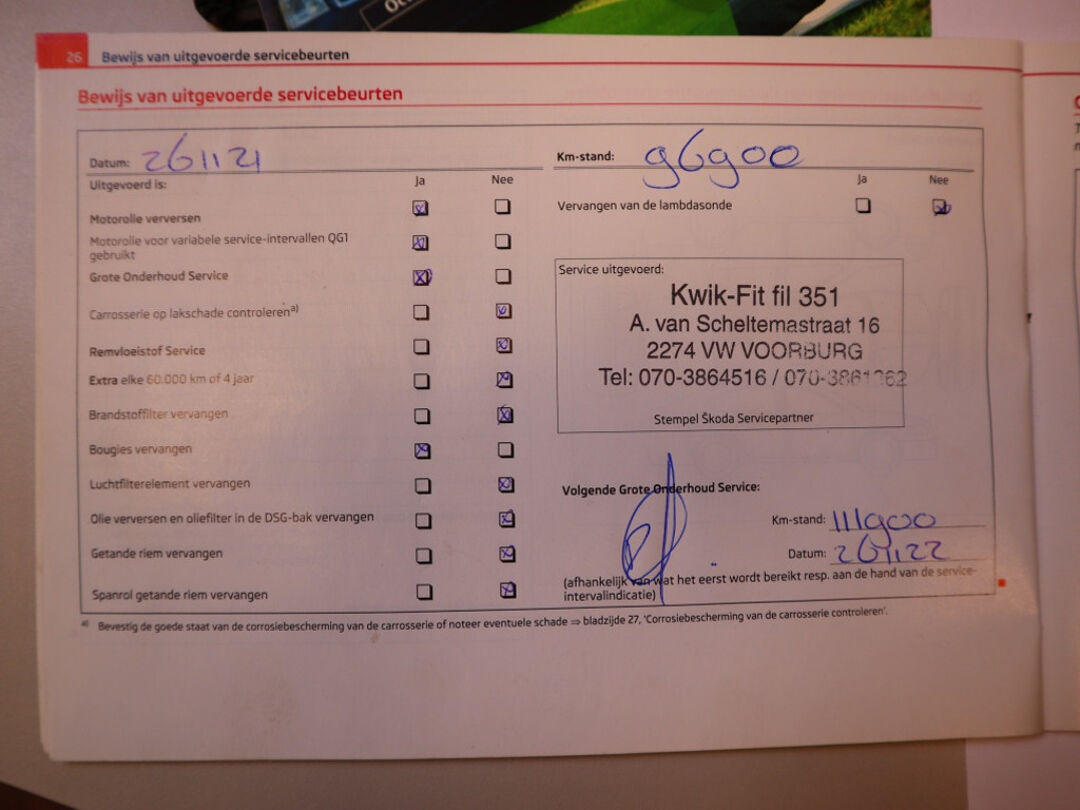 26 Bewijs van uitgevoerde servicebeurten
Bewijs van uitgevoerde servicebeurten
Datum: 261121
Km-stand: 96900
Uitgevoerd is: Ja Nee
Ja Nee
Motorolie verversen
Vervangen van de lambdasonde
Motorolie voor variabele service-intervallen QG1
gebruikt
Grote Onderhoud Service
Carrosserie op lakschade controleren a)
Remvloeistof Service
Extra elke 60.000 km of 4 jaar
Brandstoffilter vervangen
Bougies vervangen
Luchtfilterelement vervangen
Olie verversen en oliefilter in de DSG-bak vervangen
Getande riem vervangen
Spanrol getande riem vervangen
Service uitgevoerd:
Kwik-Fit fil 351
A. van Scheltemastraat 16
2274 VW VOORBURG
Tel: 070-3864516 /
Stempel Škoda Servicepartner
Volgende Grote Onderhoud Service:
Km-stand: 111900
Datum: 261122
(afhankelijk van wat het eerst wordt bereikt resp. aan de hand van de service-
intervalindicatie)
a) Bevestig de goede staat van de corrosiebescherming van de carrosserie of noteer eventuele schade ⇒ bladzijde 27, 'Corrosiebescherming van de carrosserie controleren'.